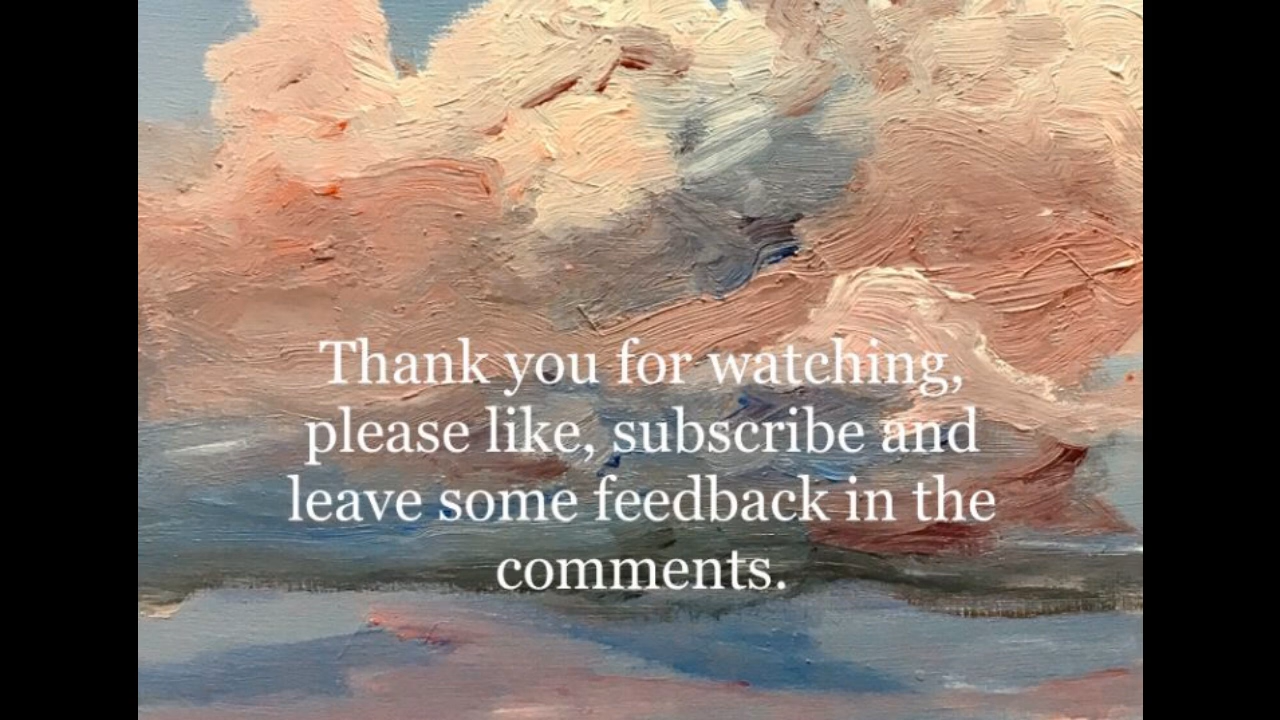 Thank you for watching,
please like, subscribe and
leave some feedback in the
comments.